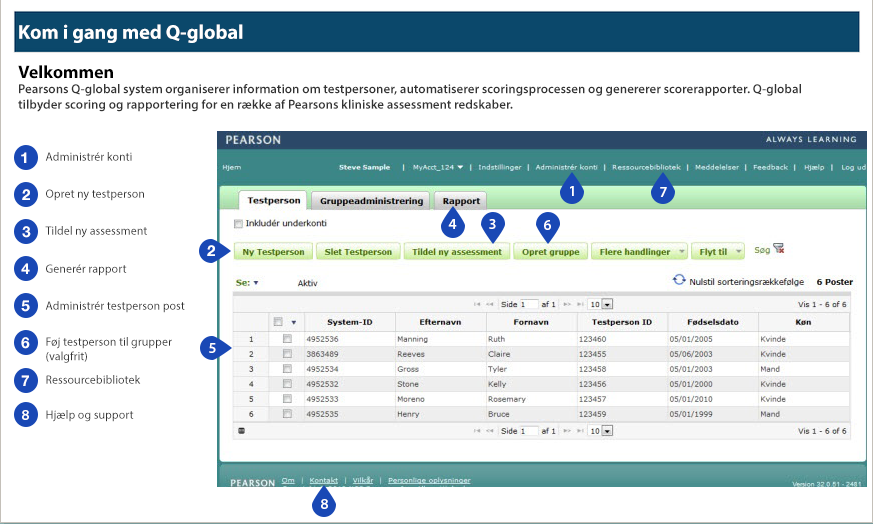 Kom i gang med Q-global
Velkommen
Pearsons Q-global system organiserer information om testpersoner, automatiserer scoringsprocessen og genererer scorerapporter. Q-global
tilbyder scoring og rapportering for en række af Pearsons kliniske assessment redskaber.
1 Administrér konti
2 Opret ny testperson
3 Tildel ny assessment
4 Generér rapport
5 Administrér testperson post
6 Føj testperson til grupper
(valgfrit)
7 Ressourcebibliotek
8 Hjælp og support
PEARSON ALWAYS LEARNING
Hjem Steve Sample | MyAcct_124 | Indstillinger | Administrér konti | Ressourcebibliotek | Meddelelser | Feedback | Hjælp | Log ud
1 7
Testperson Gruppeadministrering Rapport
4 3 6
Inkludér underkonti
2 Ny Testperson Slet Testperson Tildel ny assessment Opret gruppe Flere handlinger Flyt til Søg
Se: Aktiv Nulstil sorteringsrækkefølge 6 Poster
Side 1 af 1 10 Vis 1 - 6 of 6
System-ID Efternavn Fornavn Testperson ID Fødselsdato Køn
1 4952536 Manning Ruth 123460 05/01/2005 Kvinde
5 2 3863489 Reeves Claire 123455 05/06/2003 Kvinde
3 4952534 Gross Tyler 123458 05/01/2003 Mand
4 4952532 Stone Kelly 123456 05/01/2000 Kvinde
5 4952533 Moreno Rosemary 123457 05/01/2010 Kvinde
6 4952535 Henry Bruce 123459 05/01/1999 Mand
Side 1 af 1 10 Vis 1 - 6 of 6
PEARSON Om | Kontakt | Vilkår | Personlige oplysninger Version 32.0.51 - 2491
8